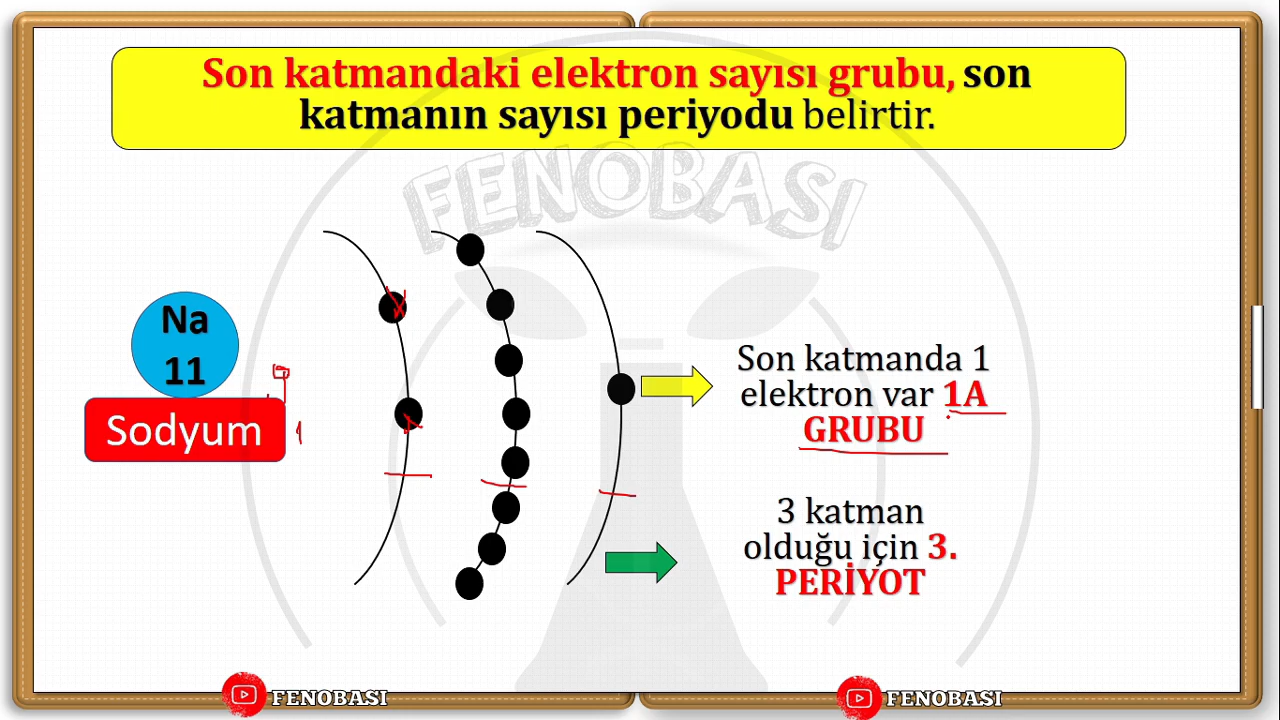 Son katmandaki elektron sayısı grubu, son
katmanın sayısı periyodu belirtir.
FENOBASI
Na
11
Sodyum
Son katmanda 1
elektron var 1A
GRUBU
3 katman
olduğu için 3.
PERİYOT
FENOBASI
FENOBASI